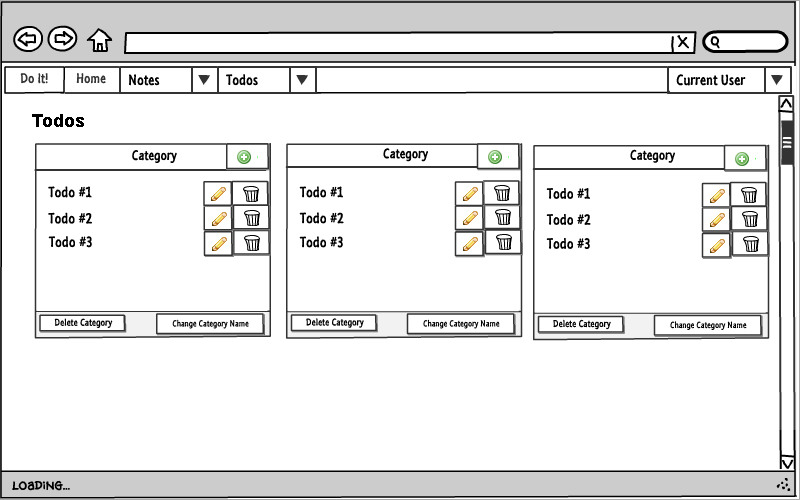 Do It! Home Notes Todos Current User
Todos
Category Category Category
Todo #1 Todo #1 Todo #1
Todo #2 Todo #2 Todo #2
Todo #3 Todo #3 Todo #3
Delete Category Change Category Name Delete Category Change Category Name Delete Category Change Category Name
LOADING...